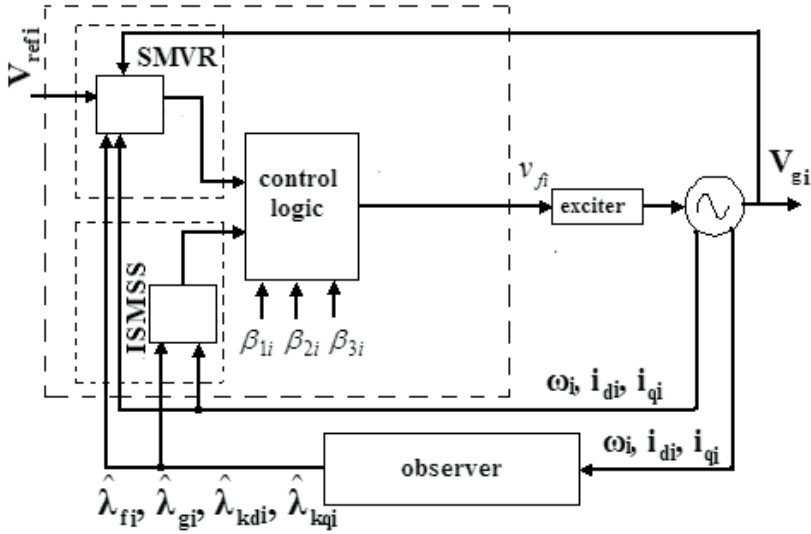 V_ref i
SMVR
control
logic
v_fi
exciter
V_gi
ISMSS
β_1i β_2i β_3i
ω_i, i_di, i_qi
ω_i, i_di, i_qi
observer
λ̂_fi, λ̂_gi, λ̂_kdi, λ̂_kqi